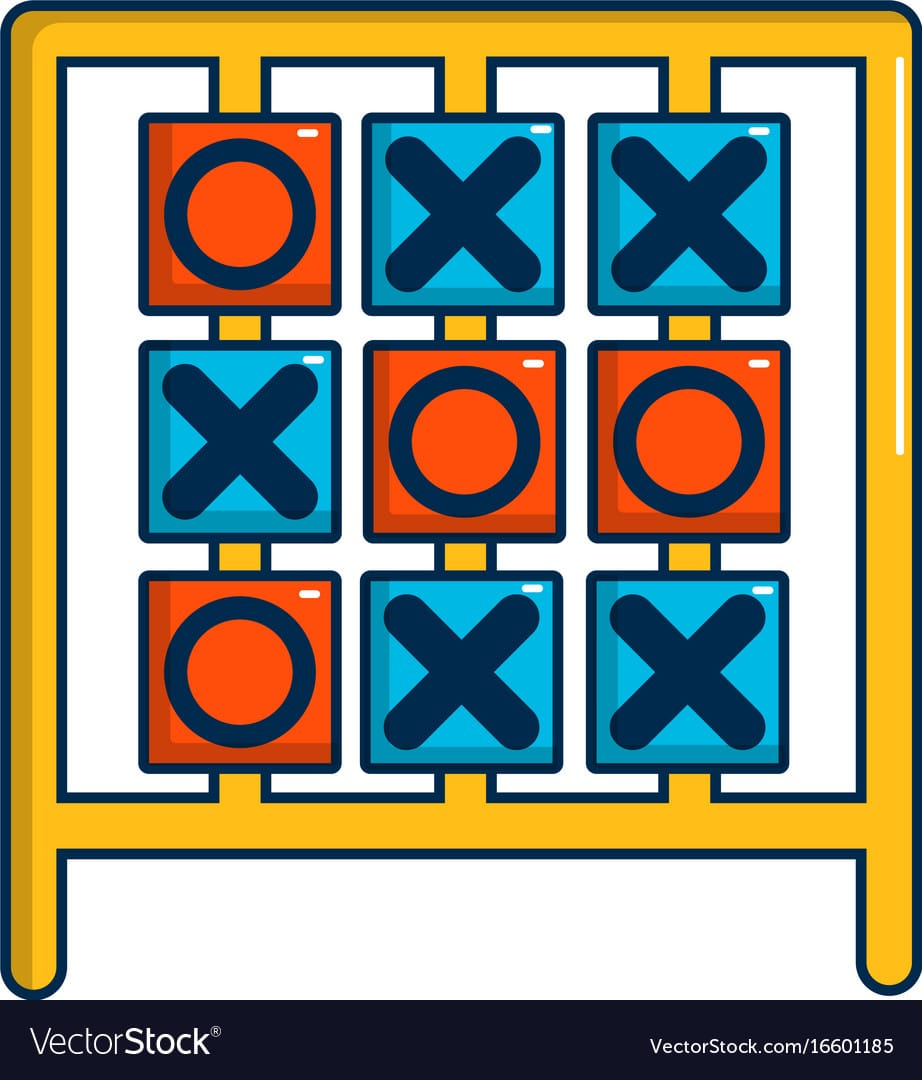 O X X
X O O
O X X
VectorStock®
VectorStock.com/16601185